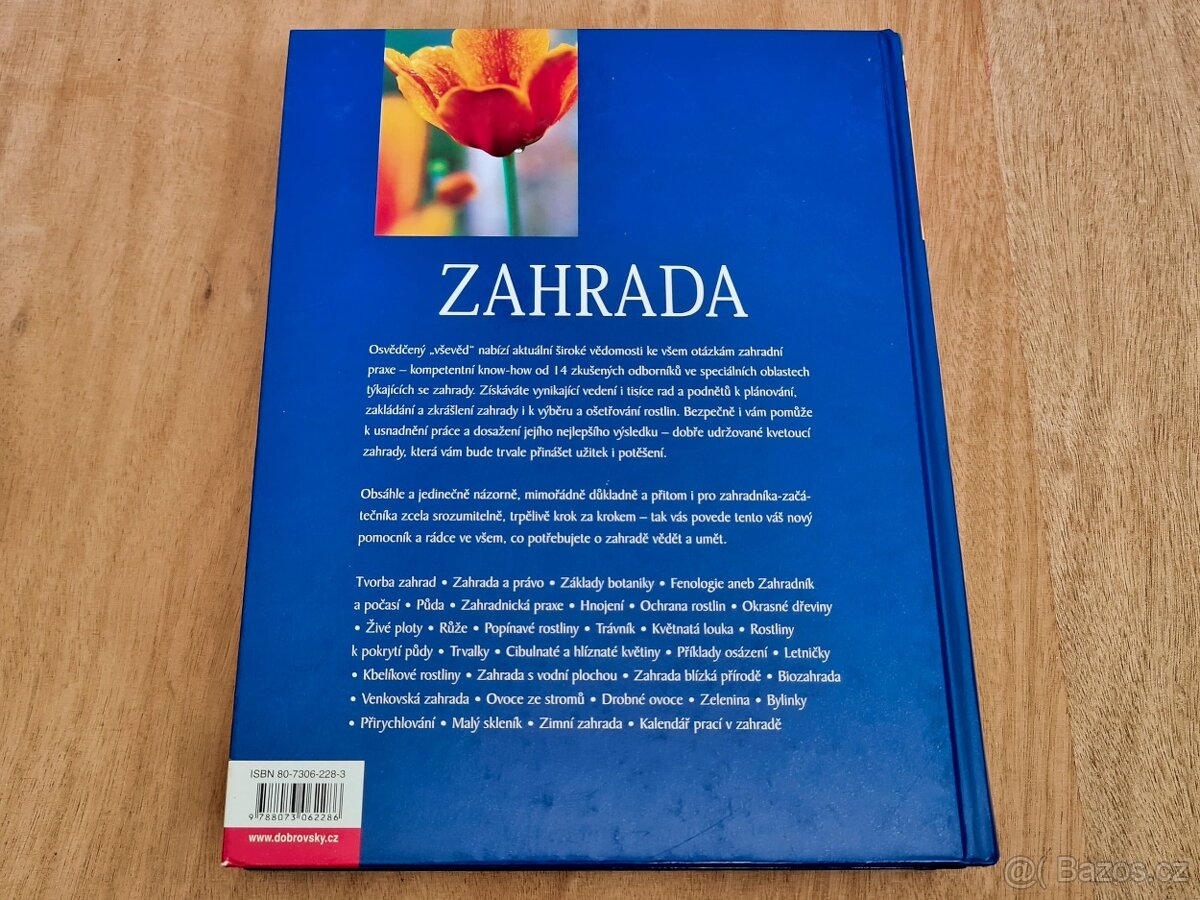 ZAHRADA
Osvědčený „vševěd" nabízí aktuální široké vědomosti ke všem otázkám zahradní
praxe – kompetentní know-how od 14 zkušených odborníků ve speciálních oblastech
týkajících se zahrady. Získáváte vynikající vedení i tisíce rad a podnětů k plánování,
zakládání a zkrášlení zahrady i k výběru a ošetřování rostlin. Bezpečně i vám pomůže
k usnadnění práce a dosažení jejího nejlepšího výsledku – dobře udržované kvetoucí
zahrady, která vám bude trvale přinášet užitek i potěšení.
Obsáhle a jedinečně názorně, mimořádně důkladně a přitom i pro zahradníka-začá-
tečníka zcela srozumitelně, trpělivě krok za krokem – tak vás povede tento váš nový
pomocník a rádce ve všem, co potřebujete o zahradě vědět a umět.
Tvorba zahrad • Zahrada a právo • Základy botaniky • Fenologie aneb Zahradník
a počasí • Půda • Zahradnická praxe • Hnojení • Ochrana rostlin • Okrasné dřeviny
• Živé ploty • Růže • Popínavé rostliny • Trávník • Květnatá louka • Rostliny
k pokrytí půdy • Trvalky • Cibulnaté a hlíznaté květiny • Příklady osázení • Letničky
• Kbelíkové rostliny • Zahrada s vodní plochou • Zahrada blízká přírodě • Biozahrada
• Venkovská zahrada • Ovoce ze stromů • Drobné ovoce • Zelenina • Bylinky
• Přirychlování • Malý skleník • Zimní zahrada • Kalendář prací v zahradě
ISBN 80-7306-228-3
9 788073 062286
www.dobrovsky.cz
@( Bazos.cz